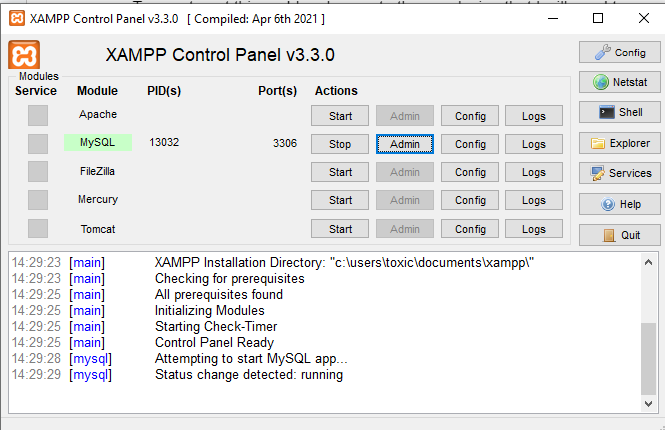 XAMPP Control Panel v3.3.0 [ Compiled: Apr 6th 2021 ]
XAMPP Control Panel v3.3.0
Config
Modules
Service Module PID(s) Port(s) Actions
Netstat
Apache Start Admin Config Logs
Shell
MySQL 13032 3306 Stop Admin Config Logs
Explorer
FileZilla Start Admin Config Logs
Services
Mercury Start Admin Config Logs
Help
Tomcat Start Admin Config Logs
Quit
14:29:23 [main] XAMPP Installation Directory: "c:\users\toxic\documents\xampp\"
14:29:23 [main] Checking for prerequisites
14:29:25 [main] All prerequisites found
14:29:25 [main] Initializing Modules
14:29:25 [main] Starting Check-Timer
14:29:25 [main] Control Panel Ready
14:29:28 [mysql] Attempting to start MySQL app...
14:29:29 [mysql] Status change detected: running